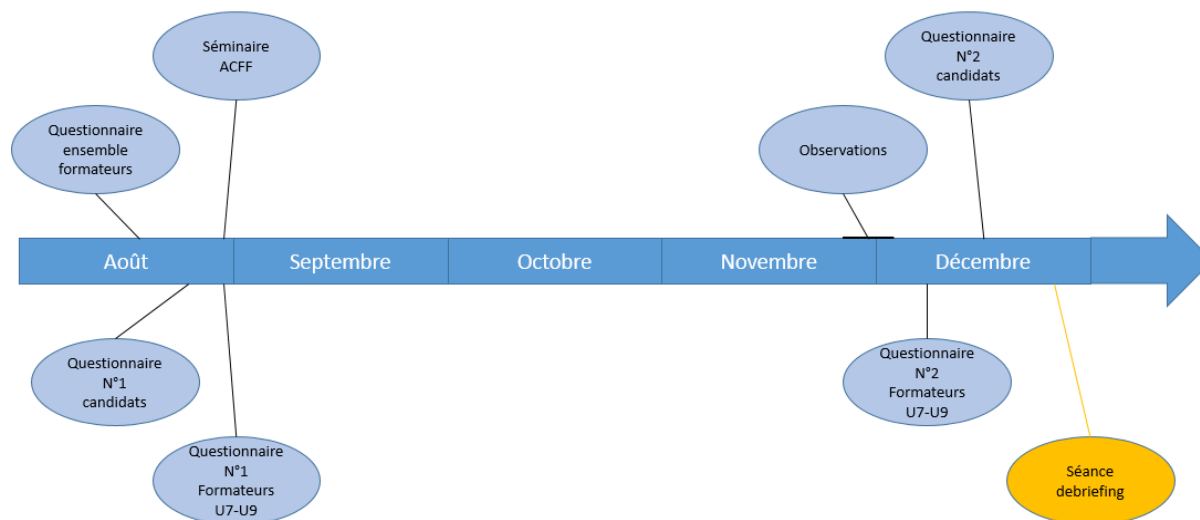 Séminaire
ACFF
Questionnaire
N°2
candidats
Questionnaire
ensemble
formateurs
Observations
Août
Septembre
Octobre
Novembre
Décembre
Questionnaire
N°1
candidats
Questionnaire
N°2
Formateurs
U7-U9
Questionnaire
N°1
Formateurs
U7-U9
Séance
debriefing